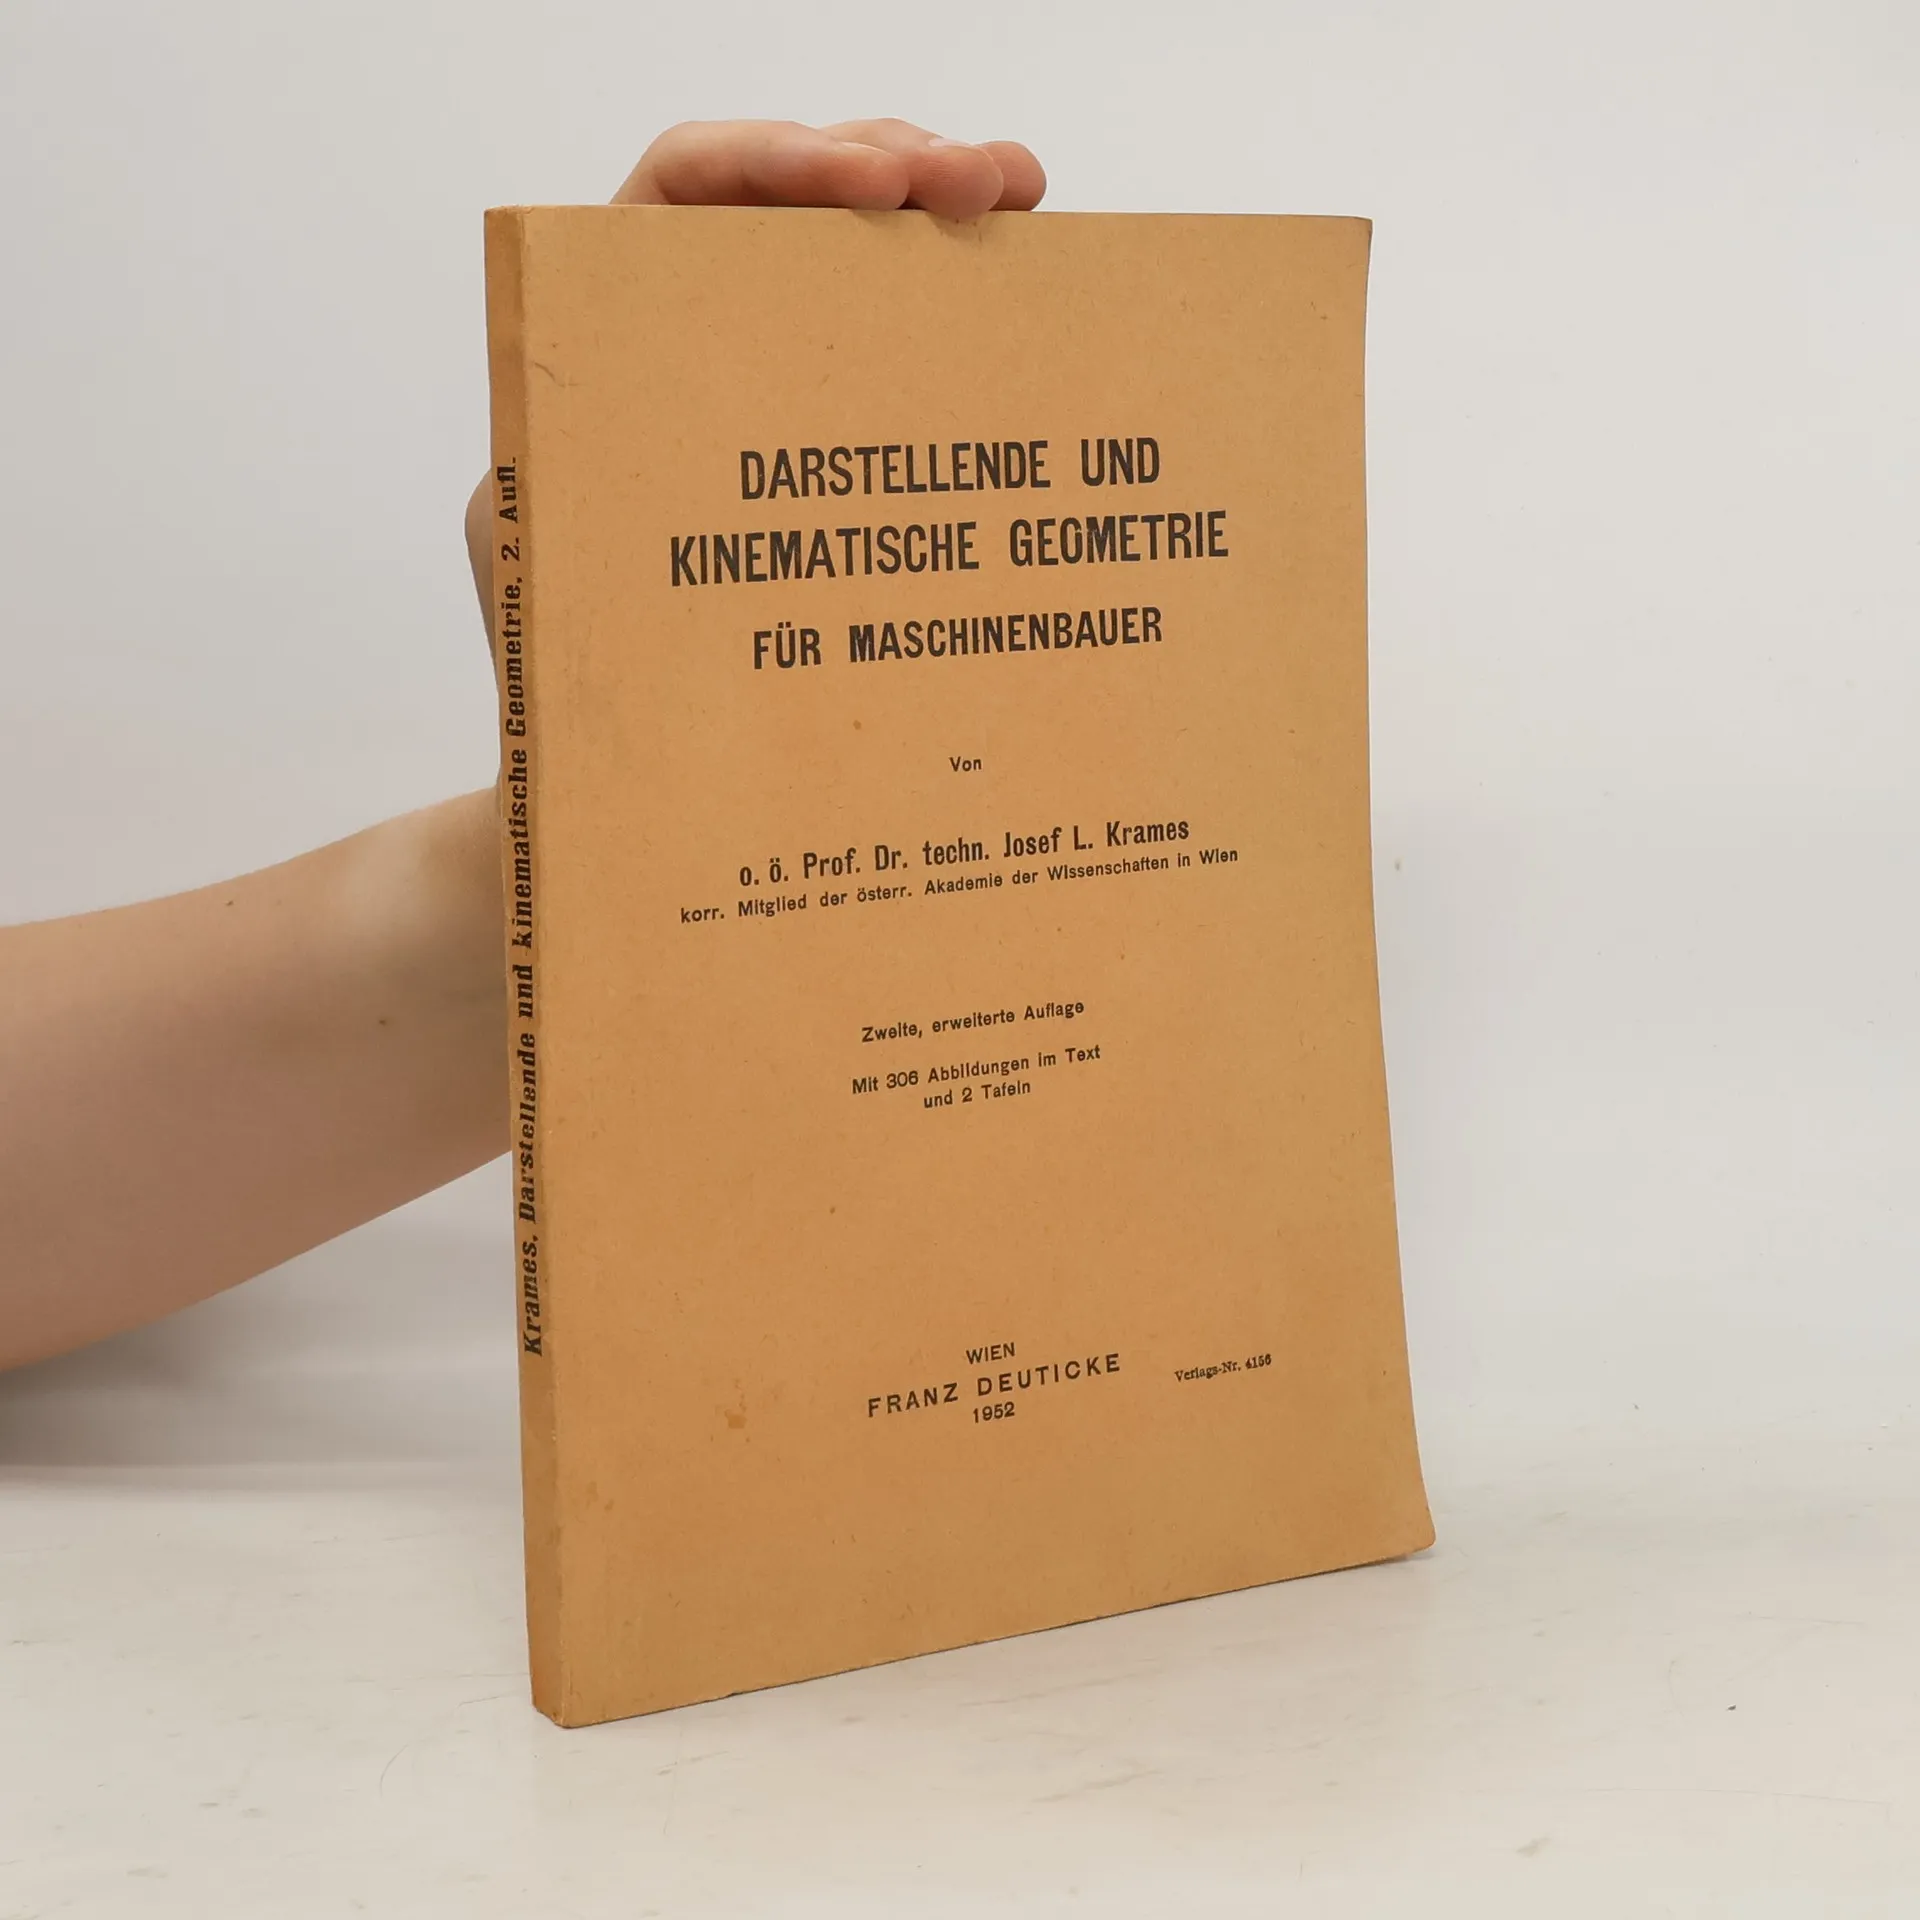 DARSTELLENDE UND
KINEMATISCHE GEOMETRIE
FÜR MASCHINENBAUER
Von
o. ö. Prof. Dr. techn. Josef L. Krames
korr. Mitglied der österr. Akademie der Wissenschaften in Wien
Zweite, erweiterte Auflage
Mit 306 Abbildungen im Text
und 2 Tafeln
WIEN
FRANZ DEUTICKE
1952
Verlags-Nr. 4156
Krames, Darstellende und kinematische Geometrie, 2. Aufl.